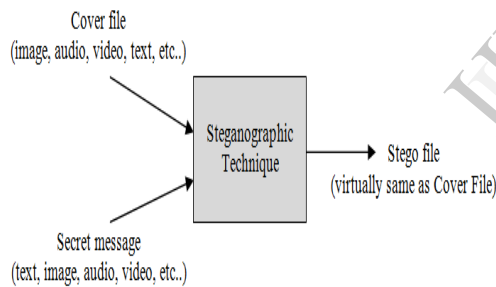 Cover file
(image, audio, video, text, etc..)
Steganographic
Technique
Stego file
(virtually same as Cover File)
Secret message
(text, image, audio, video, etc..)